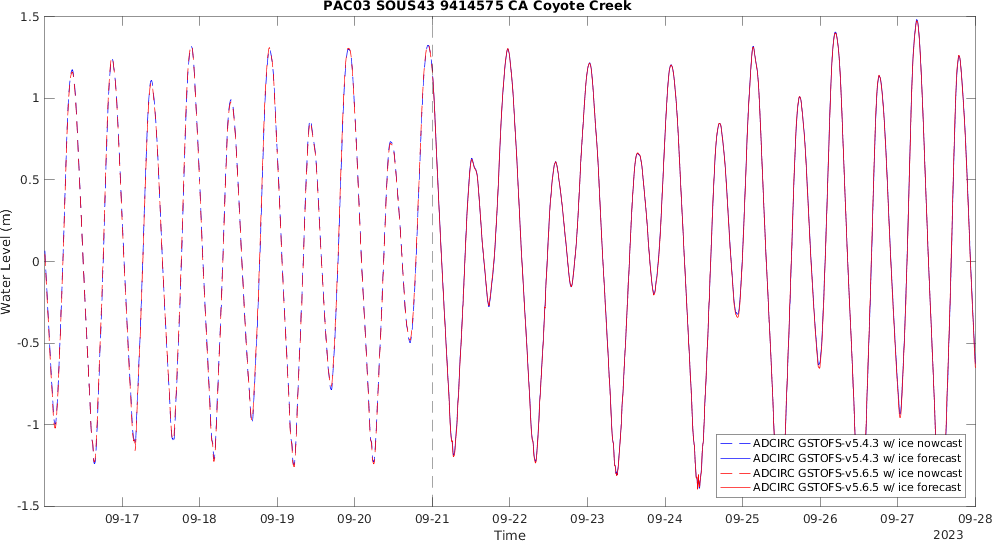 PAC03 SOUS43 9414575 CA Coyote Creek
1.5
1
0.5
0
-0.5
-1
-1.5
Water Level (m)
ADCIRC GSTOFS-v5.4.3 w/ ice nowcast
ADCIRC GSTOFS-v5.4.3 w/ ice forecast
ADCIRC GSTOFS-v5.6.5 w/ ice nowcast
ADCIRC GSTOFS-v5.6.5 w/ ice forecast
09-17 09-18 09-19 09-20 09-21 09-22 09-23 09-24 09-25 09-26 09-27 09-28
Time
2023